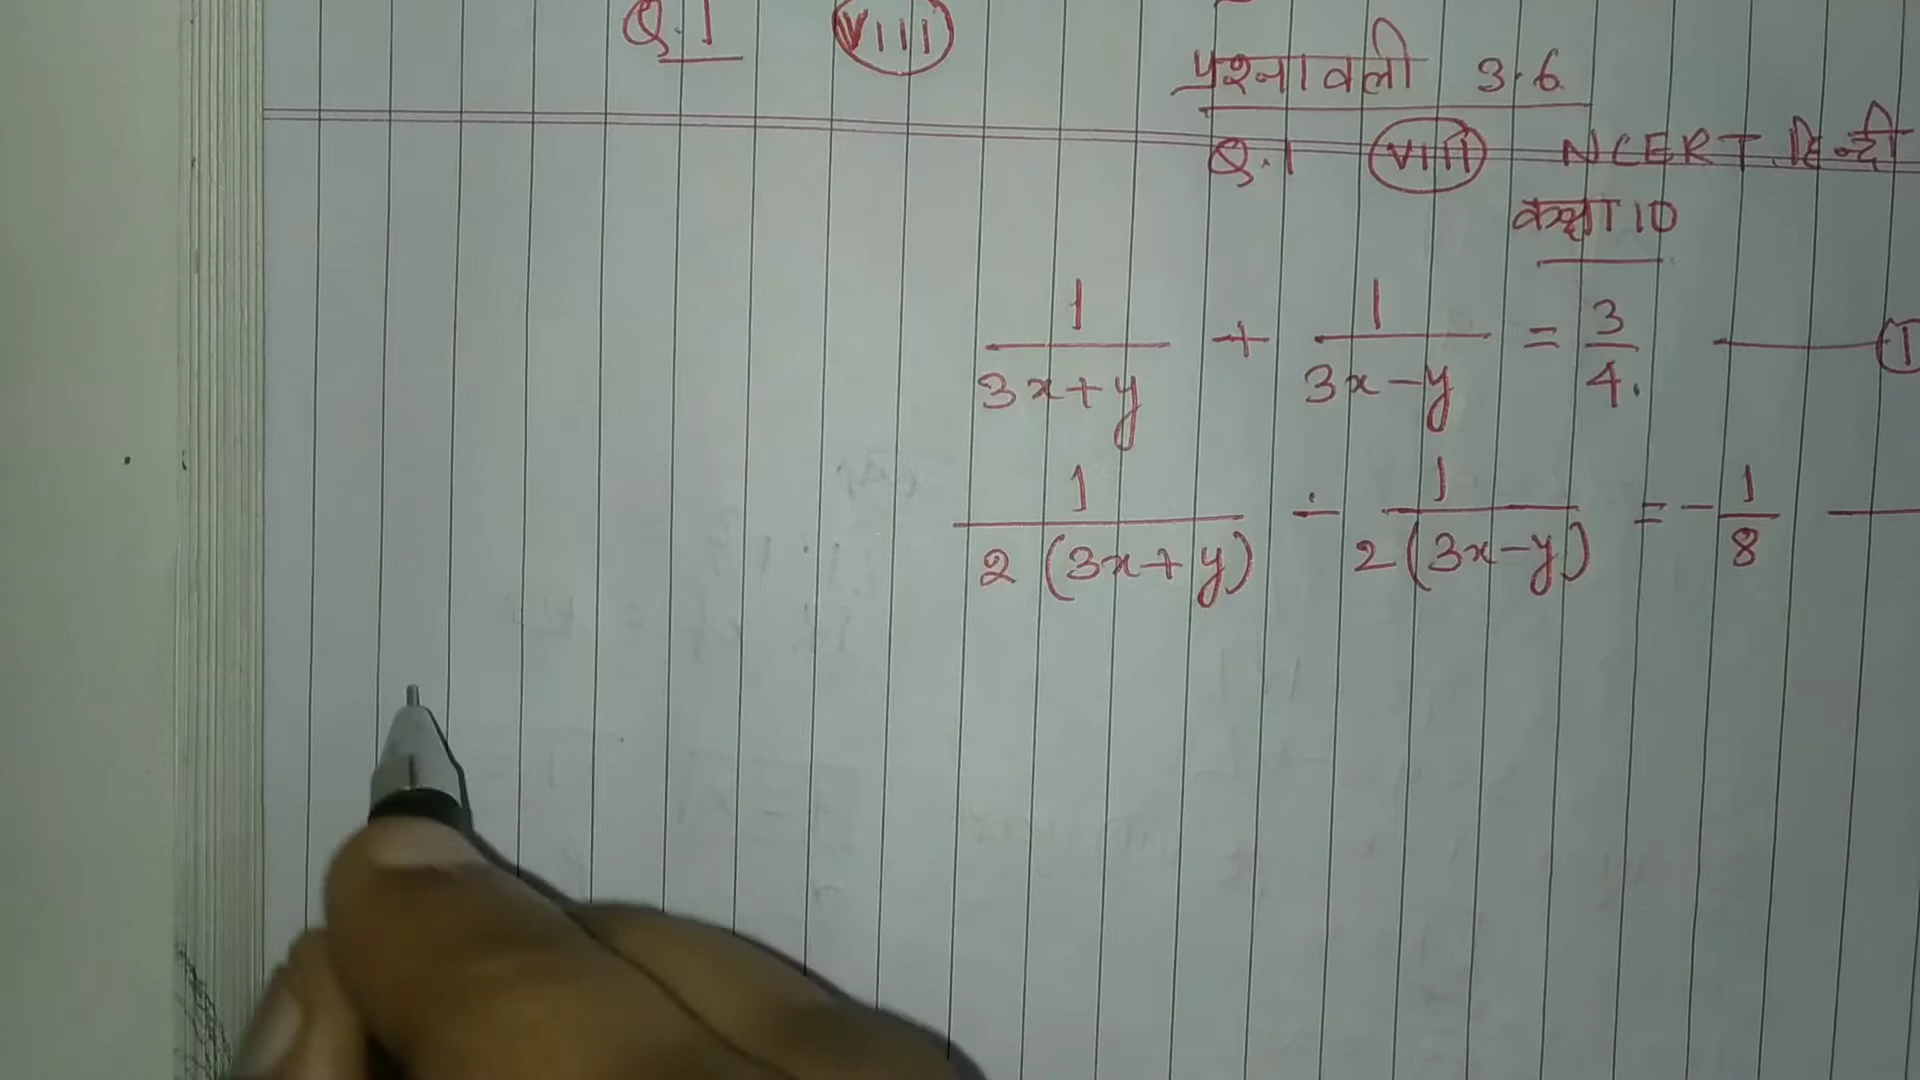 Q.1 VIII
प्रश्नावली 3.6
Q.1 VIII NCERT हिन्दी
कक्षा 10
1/(3x+y) + 1/(3x-y) = 3/4. —— 1
1/(2(3x+y)) - 1/(2(3x-y)) = -1/8 ——